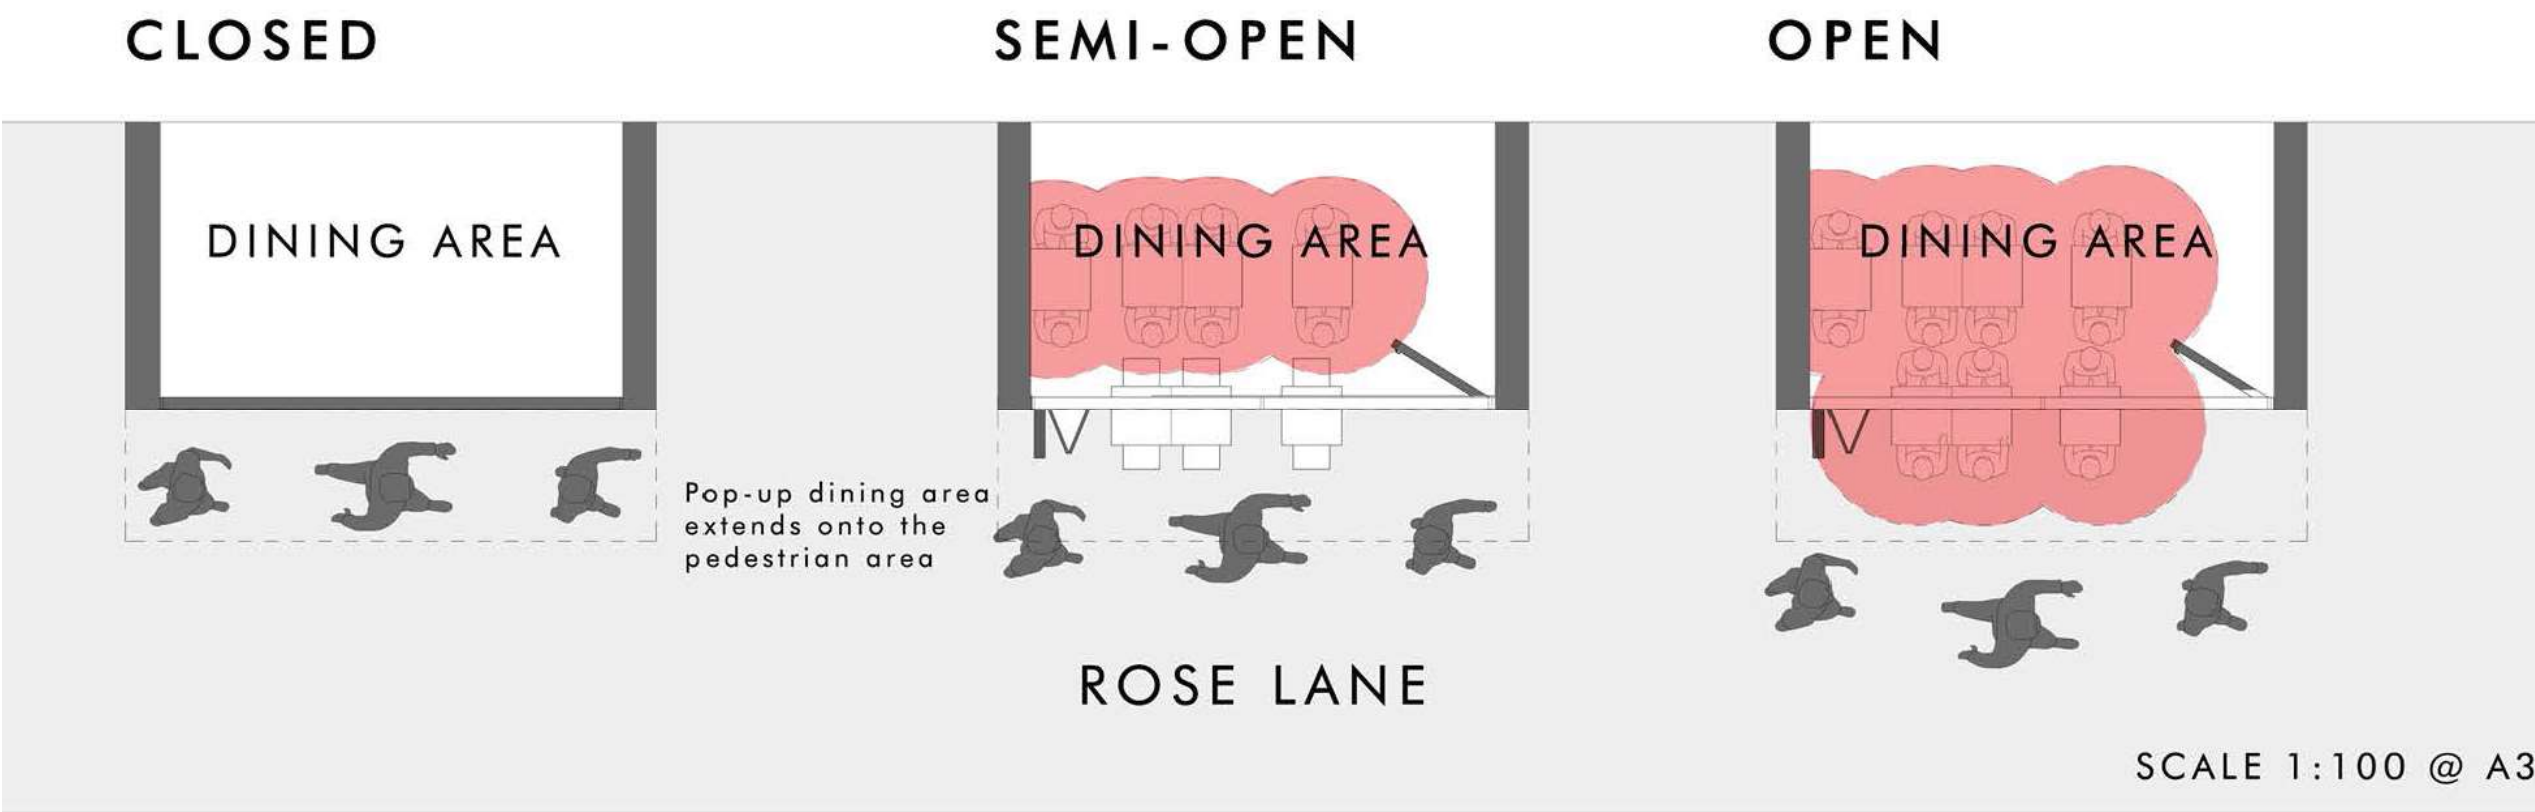 CLOSED
SEMI-OPEN
OPEN
DINING AREA
DINING AREA
DINING AREA
Pop-up dining area
extends onto the
pedestrian area
ROSE LANE
SCALE 1:100 @ A3